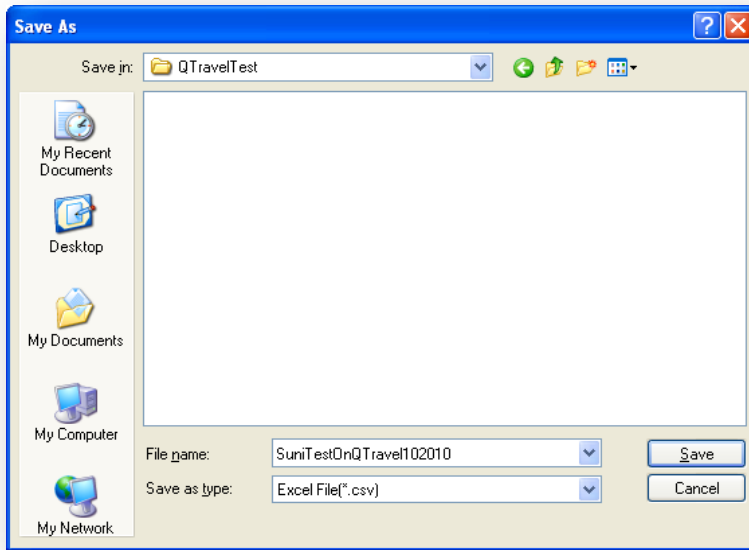 Save As
Save in:
QTravelTest
My Recent
Documents
Desktop
My Documents
My Computer
My Network
File name:
SuniTestOnQTravel102010
Save
Save as type:
Excel File(*.csv)
Cancel